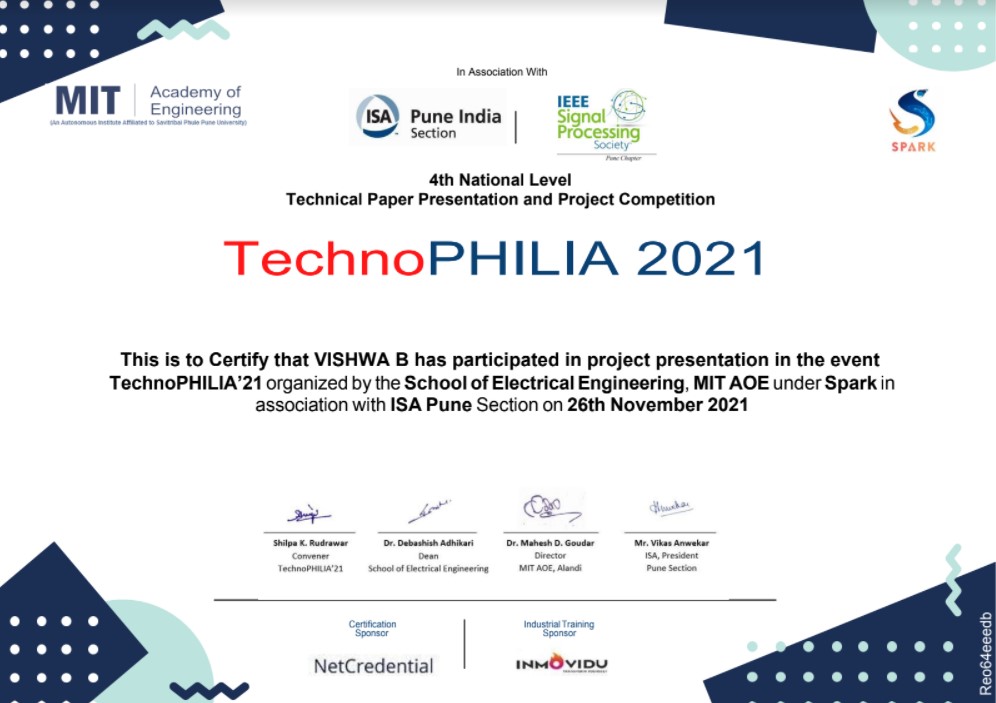 MIT
Academy of
Engineering
(An Autonomous Institute Affiliated to Savitribai Phule Pune University)
In Association With
ISA Pune India
Section
IEEE
Signal
Processing
Society
Pune Chapter
SPARK
4th National Level
Technical Paper Presentation and Project Competition
TechnoPHILIA 2021
This is to Certify that VISHWA B has participated in project presentation in the event
TechnoPHILIA’21 organized by the School of Electrical Engineering, MIT AOE under Spark in
association with ISA Pune Section on 26th November 2021
Shilpa K. Rudrawar
Convener
TechnoPHILIA’21
Dr. Debashish Adhikari
Dean
School of Electrical Engineering
Dr. Mahesh D. Goudar
Director
MIT AOE, Alandi
Mr. Vikas Anwekar
ISA, President
Pune Section
Certification
Sponsor
NetCredential
Industrial Training
Sponsor
INMOVIDU
Reo64eeedb